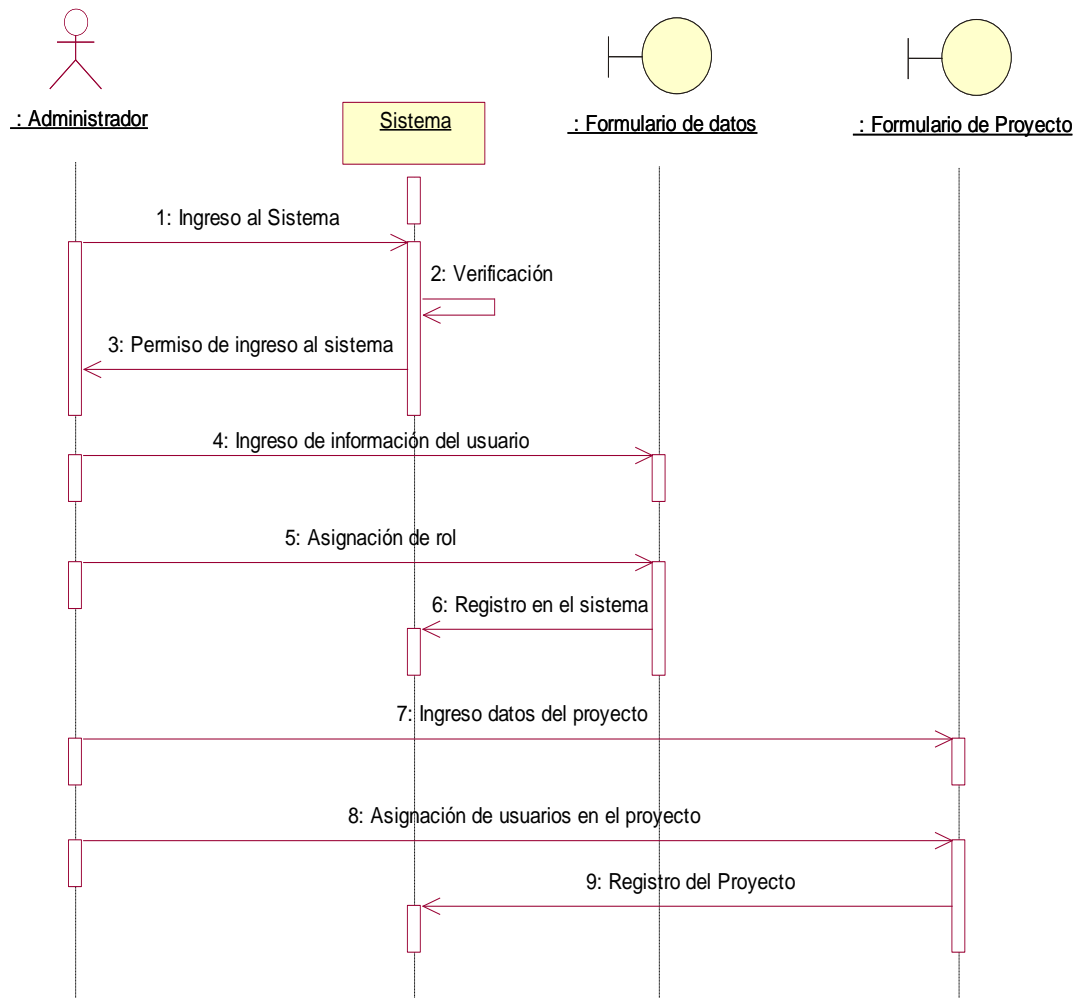 : Administrador
Sistema
: Formulario de datos
: Formulario de Proyecto
1: Ingreso al Sistema
2: Verificación
3: Permiso de ingreso al sistema
4: Ingreso de información del usuario
5: Asignación de rol
6: Registro en el sistema
7: Ingreso datos del proyecto
8: Asignación de usuarios en el proyecto
9: Registro del Proyecto